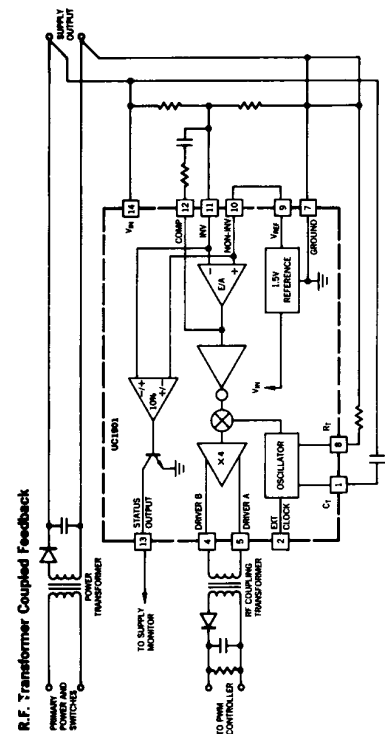 R.F. Transformer Coupled Feedback
PRIMARY
POWER AND
SWITCHES
POWER
TRANSFORMER
SUPPLY
OUTPUT
TO SUPPLY
MONITOR
13
STATUS
OUTPUT
UC1901
10%
−/+
+/−
14
VIN
12
COMP
11
INV
10
NON-INV
E/A
−
+
TO PWM
CONTROLLER
RF COUPLING
TRANSFORMER
4
DRIVER B
5
DRIVER A
X 4
2
EXT
CLOCK
OSCILLATOR
VIN
1.5V
REFERENCE
9
VREF
7
GROUND
CT
1
RT
8